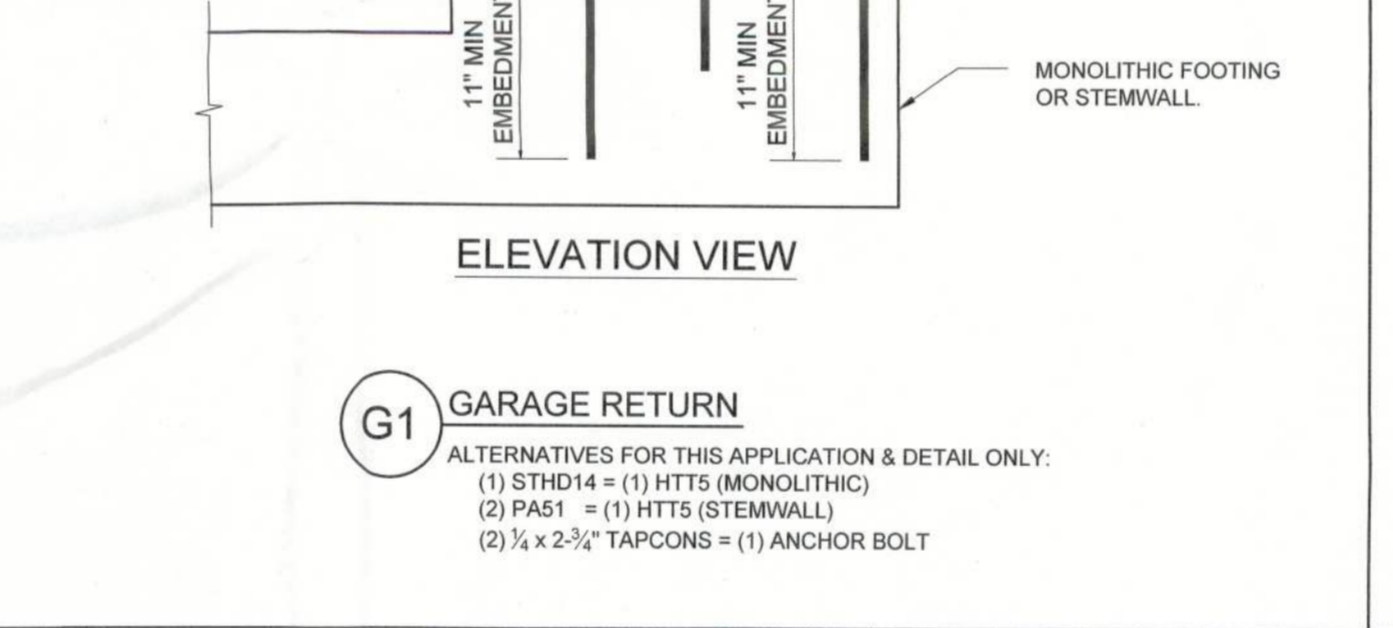 11" MIN
EMBEDMENT
11" MIN
EMBEDMENT
MONOLITHIC FOOTING
OR STEMWALL.
ELEVATION VIEW
G1
GARAGE RETURN
ALTERNATIVES FOR THIS APPLICATION & DETAIL ONLY:
(1) STHD14 = (1) HTT5 (MONOLITHIC)
(2) PA51 = (1) HTT5 (STEMWALL)
(2) ¼ x 2-¾" TAPCONS = (1) ANCHOR BOLT